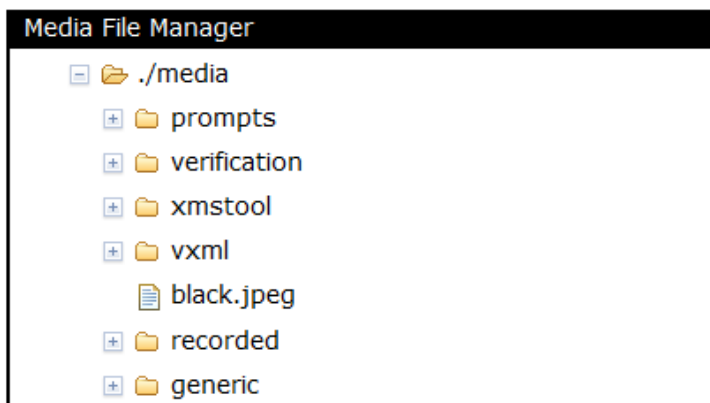 Media File Manager
./media
prompts
verification
xmstool
vxml
black.jpeg
recorded
generic